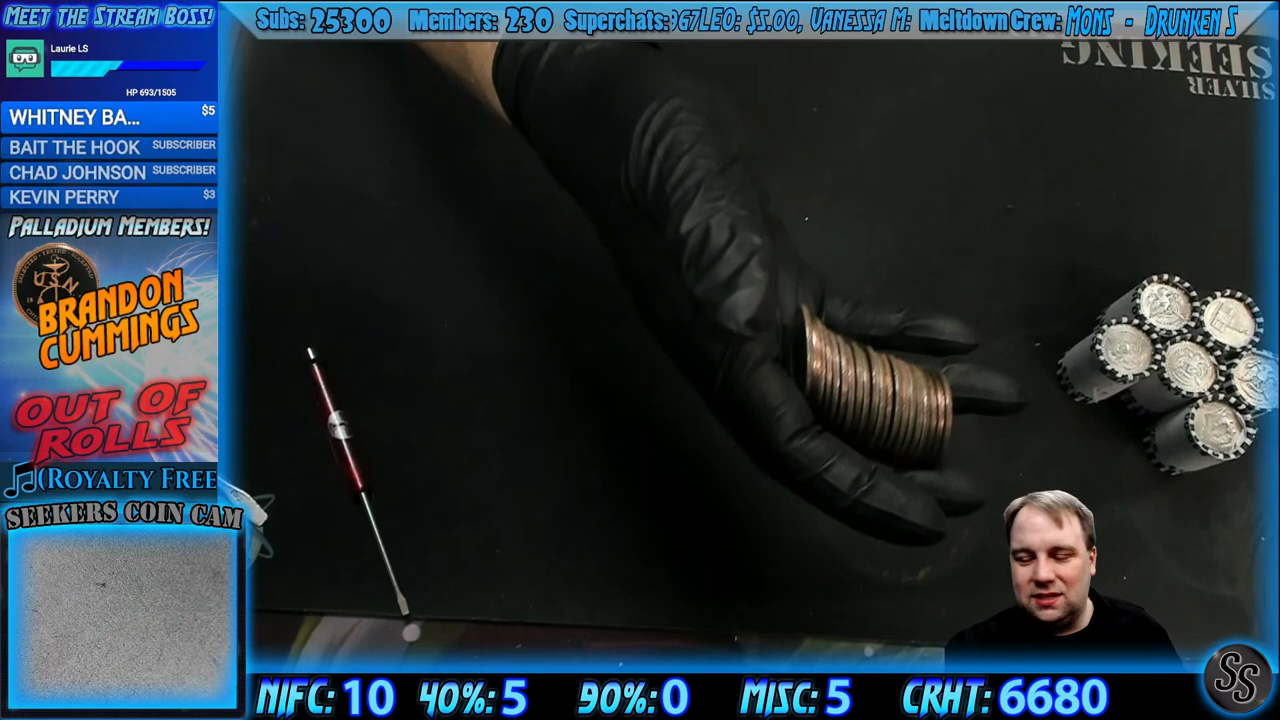 MEET THE STREAM BOSS!
Laurie LS
HP 693/1505
WHITNEY BA... $5
BAIT THE HOOK SUBSCRIBER
CHAD JOHNSON SUBSCRIBER
KEVIN PERRY $3
PALLADIUM MEMBERS!
BRANDON
CUMMINGS
OUT OF
ROLLS
(ROYALTY FREE
SEEKERS COIN CAM
Subs: 25300 Members: 230 Superchats: 967LEO: $5.00, VANESSA M: MeltdownCrew: MONS - DRUNKEN S
SILVER
SEEKING
NIFC: 10 40%: 5 90%: 0 MISC: 5 CRHT: 6680
SS